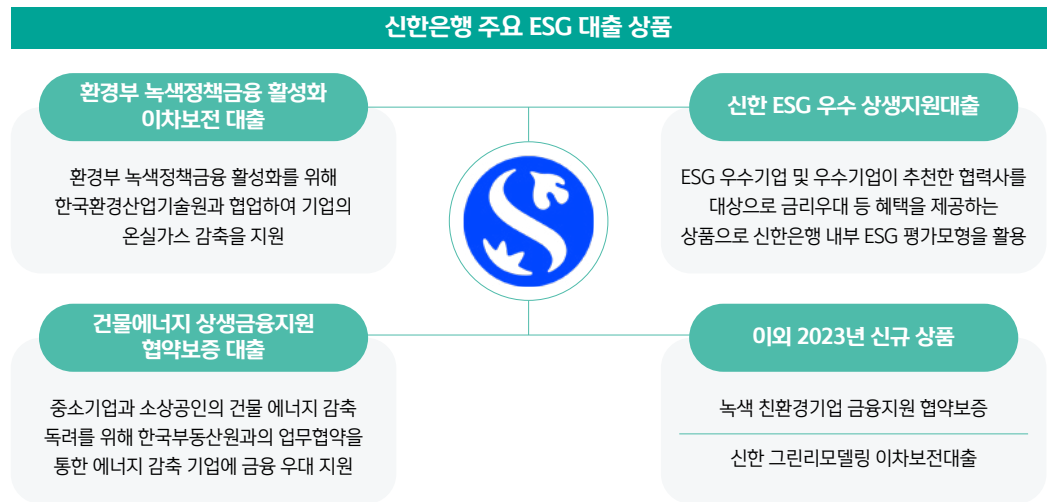 신한은행 주요 ESG 대출 상품
환경부 녹색정책금융 활성화
이차보전 대출
환경부 녹색정책금융 활성화를 위해
한국환경산업기술원과 협업하여 기업의
온실가스 감축을 지원
신한 ESG 우수 상생지원대출
ESG 우수기업 및 우수기업이 추천한 협력사를
대상으로 금리우대 등 혜택을 제공하는
상품으로 신한은행 내부 ESG 평가모형을 활용
건물에너지 상생금융지원
협약보증 대출
중소기업과 소상공인의 건물 에너지 감축
독려를 위해 한국부동산원과의 업무협약을
통한 에너지 감축 기업에 금융 우대 지원
이외 2023년 신규 상품
녹색 친환경기업 금융지원 협약보증
신한 그린리모델링 이차보전대출